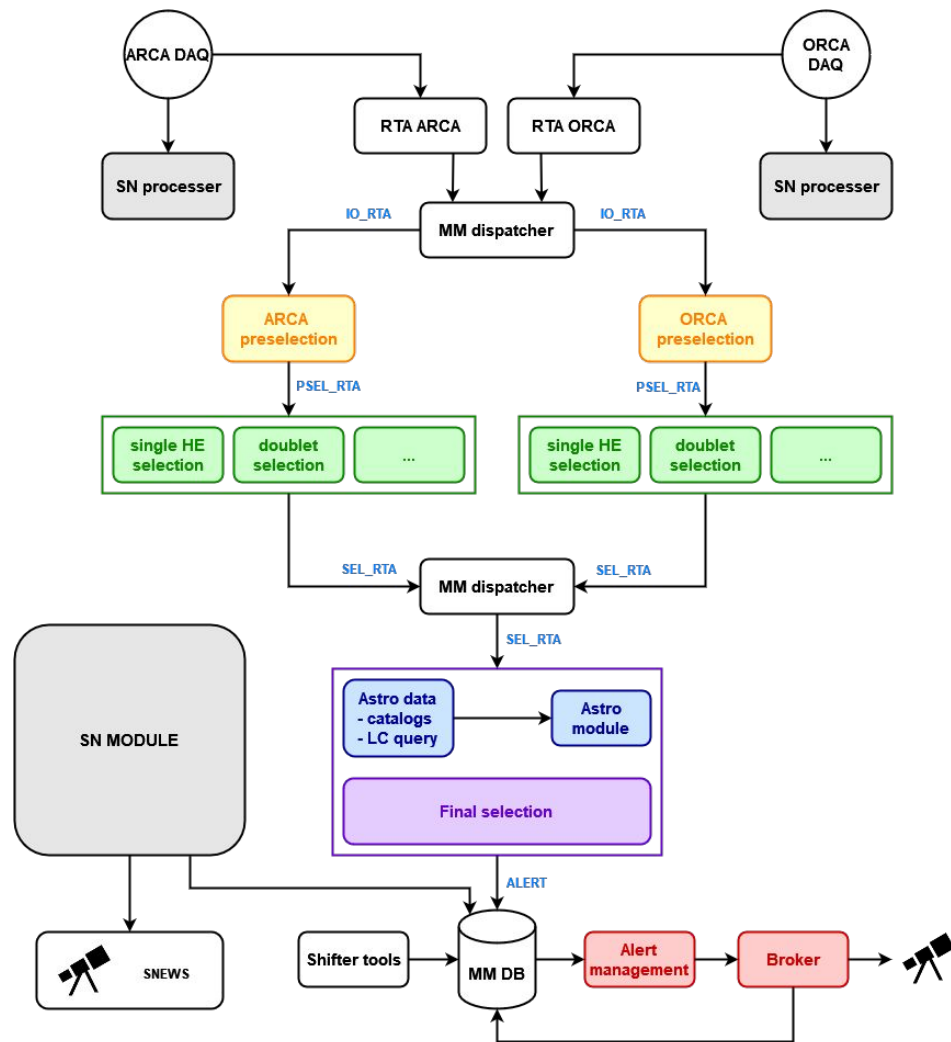 ARCA DAQ
ORCA
DAQ
RTA ARCA
RTA ORCA
SN processer
SN processer
IO_RTA
MM dispatcher
IO_RTA
ARCA
preselection
ORCA
preselection
PSEL_RTA
PSEL_RTA
single HE
selection
doublet
selection
...
single HE
selection
doublet
selection
...
SEL_RTA
MM dispatcher
SEL_RTA
SEL_RTA
SN MODULE
Astro data
- catalogs
- LC query
Astro
module
Final selection
ALERT
SNEWS
Shifter tools
MM DB
Alert
management
Broker